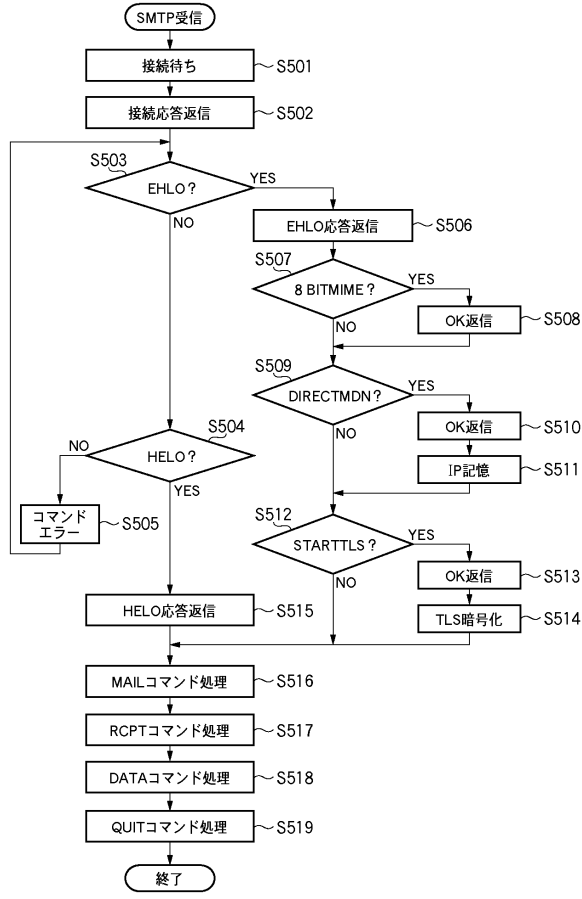 SMTP受信
接続待ち
S501
接続応答返信
S502
S503
EHLO?
YES
NO
EHLO応答返信
S506
S507
8 BITMIME?
YES
NO
OK返信
S508
S509
DIRECTMDN?
YES
NO
OK返信
S510
IP記憶
S511
S504
HELO?
NO
YES
コマンド
エラー
S505
S512
STARTTLS?
YES
NO
OK返信
S513
TLS暗号化
S514
HELO応答返信
S515
MAILコマンド処理
S516
RCPTコマンド処理
S517
DATAコマンド処理
S518
QUITコマンド処理
S519
終了